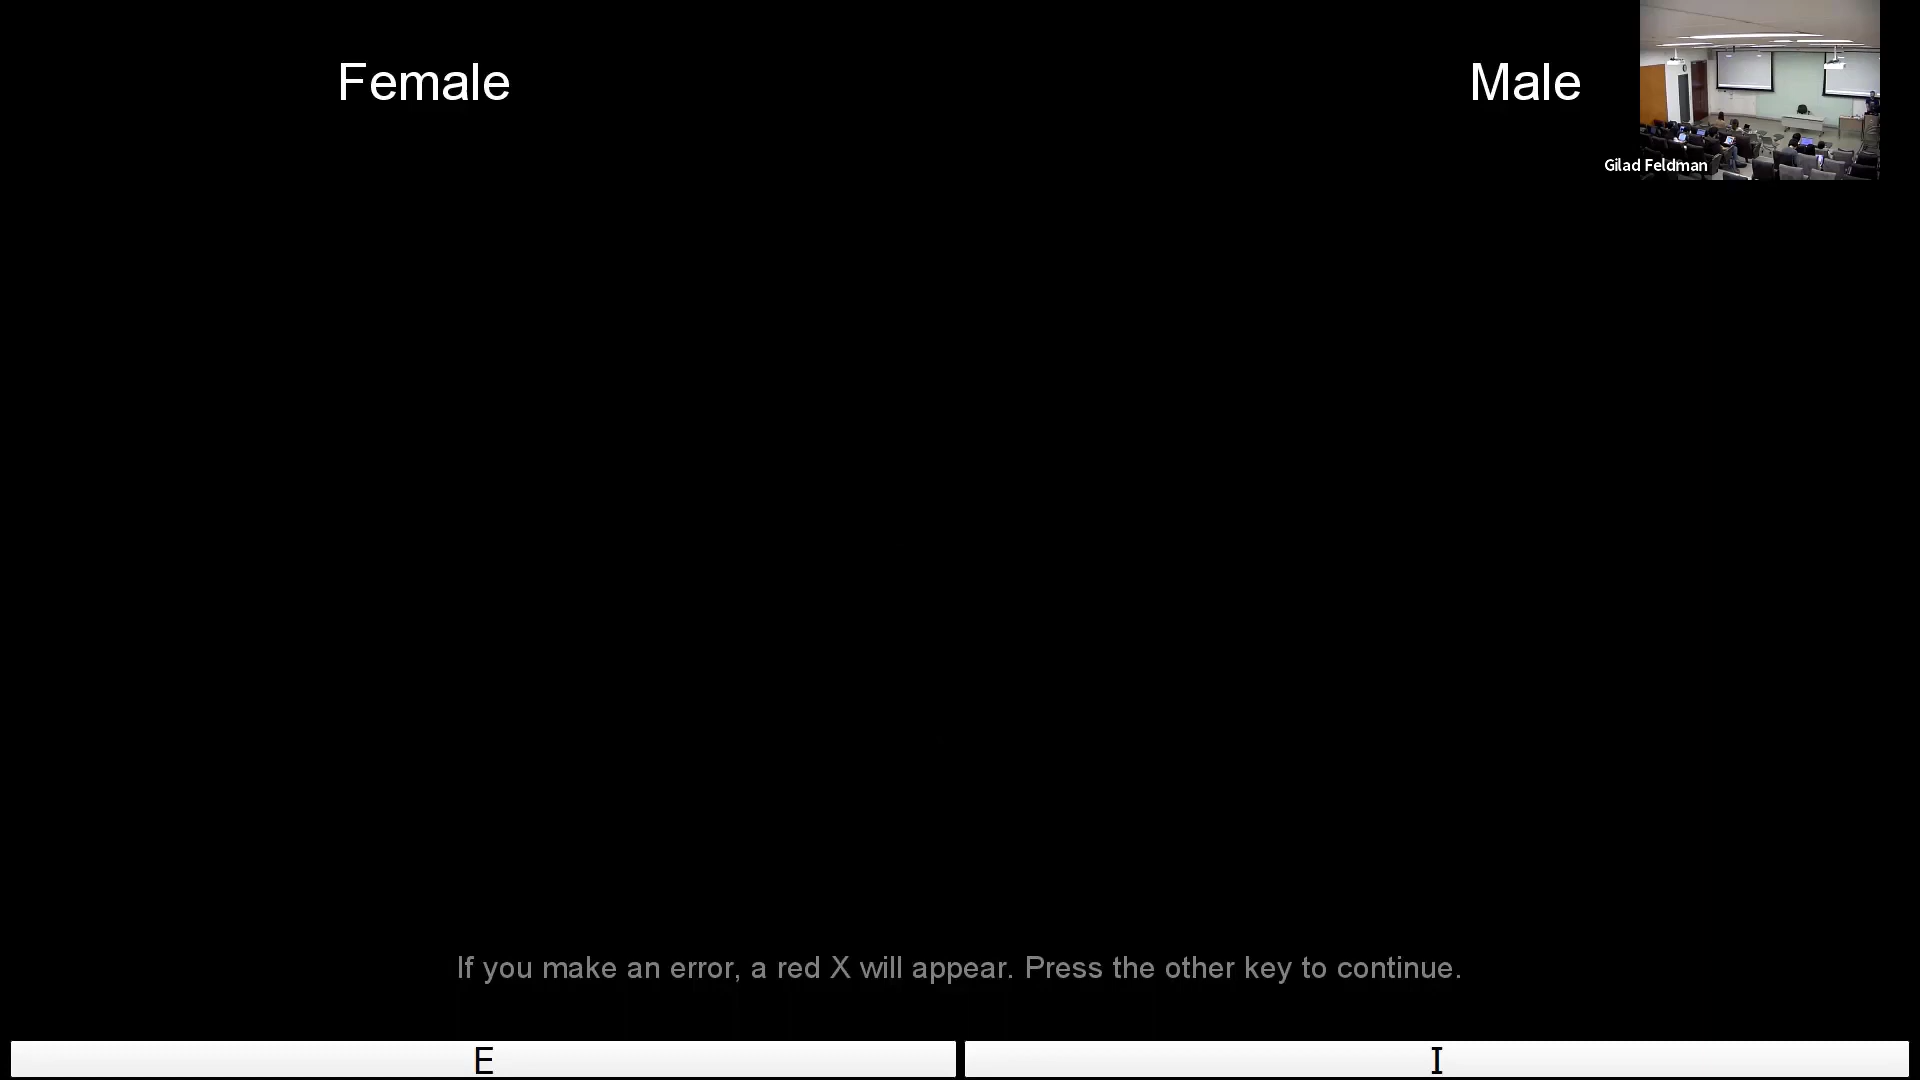 Female
Male
Gilad Feldman
If you make an error, a red X will appear. Press the other key to continue.
E
I